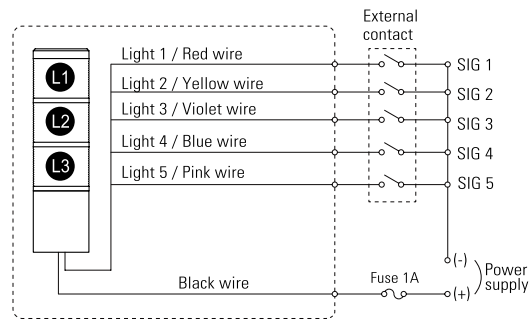 External
contact
Light 1 / Red wire
SIG 1
L1
Light 2 / Yellow wire
SIG 2
L2
Light 3 / Violet wire
SIG 3
Light 4 / Blue wire
SIG 4
L3
Light 5 / Pink wire
SIG 5
(-)
Power
supply
Black wire
Fuse 1A
(+)